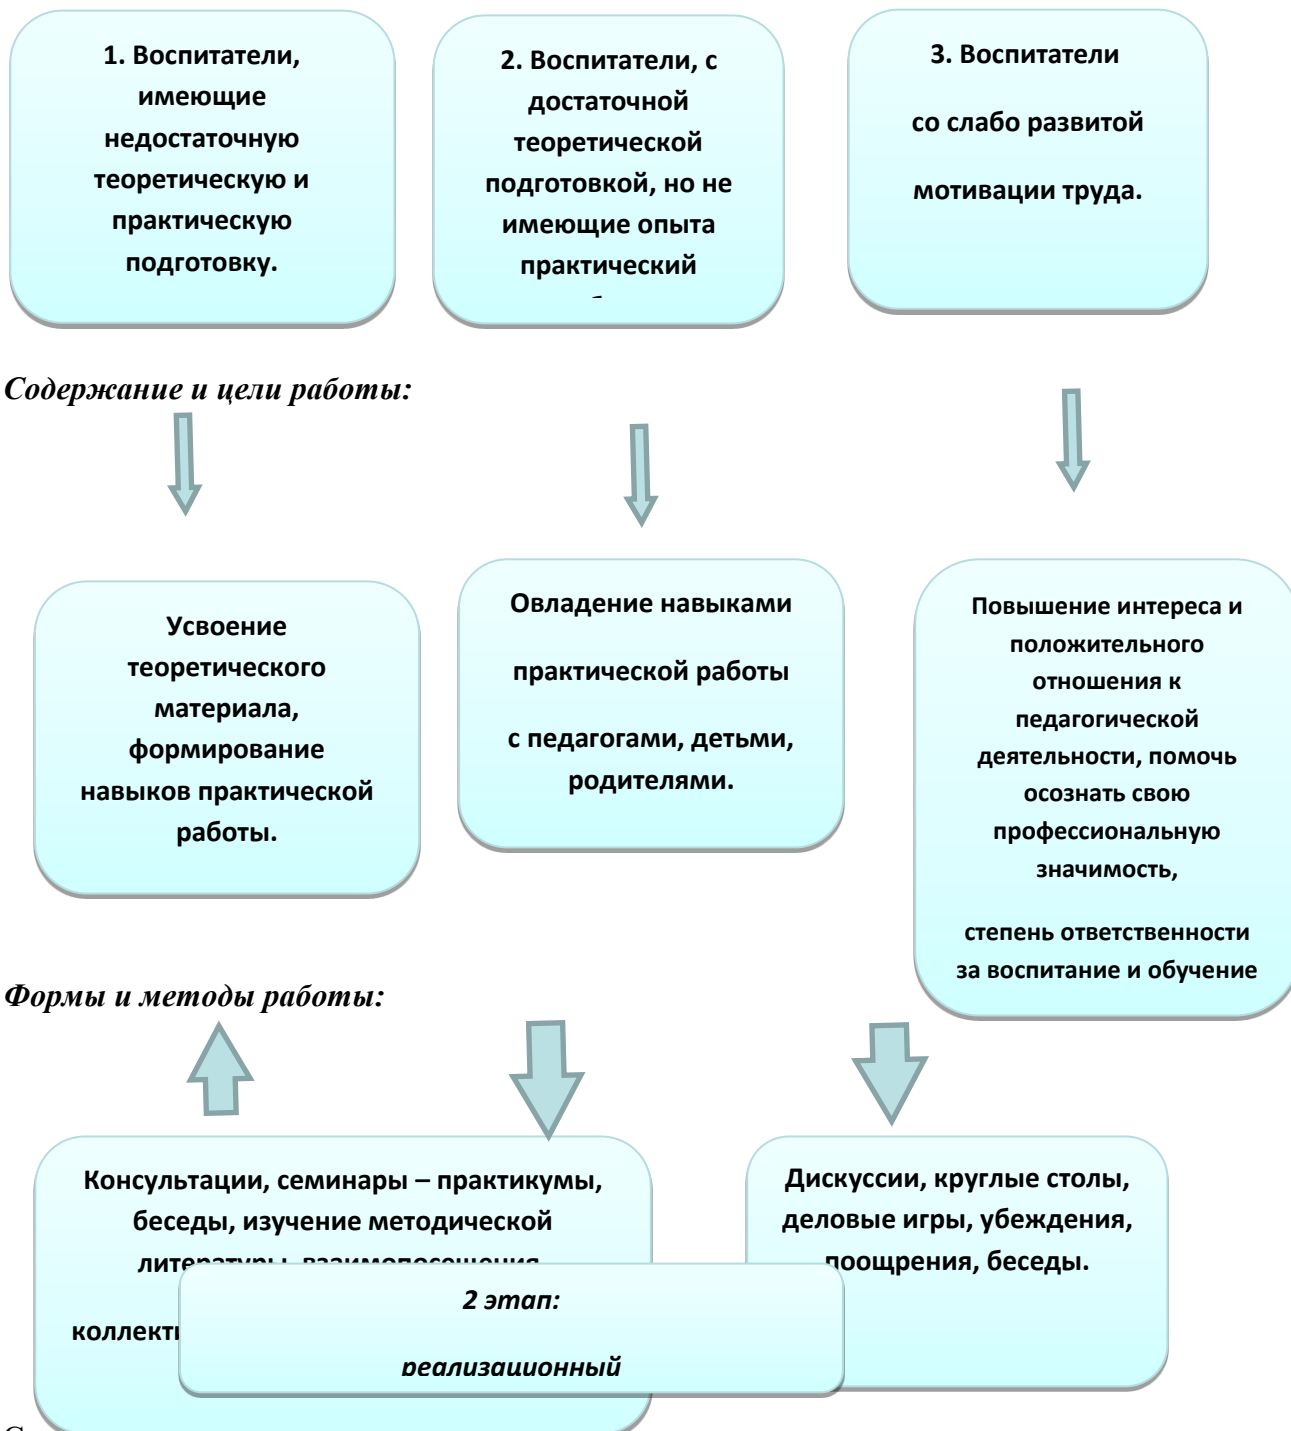 1. Воспитатели,
имеющие
недостаточную
теоретическую и
практическую
подготовку.
2. Воспитатели, с
достаточной
теоретической
подготовкой, но не
имеющие опыта
практический
3. Воспитатели
со слабо развитой
мотивации труда.
Содержание и цели работы:
Усвоение
теоретического
материала,
формирование
навыков практической
работы.
Овладение навыками
практической работы
с педагогами, детьми,
родителями.
Повышение интереса и
положительного
отношения к
педагогической
деятельности, помочь
осознать свою
профессиональную
значимость,
степень ответственности
за воспитание и обучение
Формы и методы работы:
Консультации, семинары – практикумы,
беседы, изучение методической
литературы, взаимопосещения,
коллекти
Дискуссии, круглые столы,
деловые игры, убеждения,
поощрения, беседы.
2 этап:
реализационный